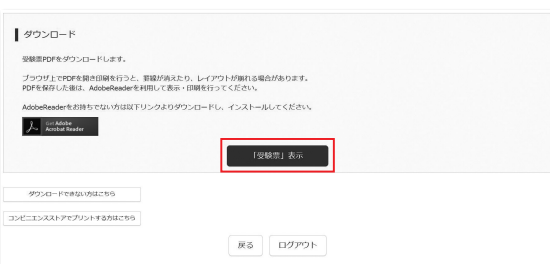 ダウンロード
受験票PDFをダウンロードします。
ブラウザ上でPDFを開き印刷を行うと、罫線が消えたり、レイアウトが崩れる場合があります。
PDFを保存した後は、AdobeReaderを利用して表示・印刷を行ってください。
AdobeReaderをお持ちでない方は以下リンクよりダウンロードし、インストールしてください。
Get Adobe
Acrobat Reader
「受験票」表示
ダウンロードできない方はこちら
コンビニエンスストアでプリントする方はこちら
戻る ログアウト